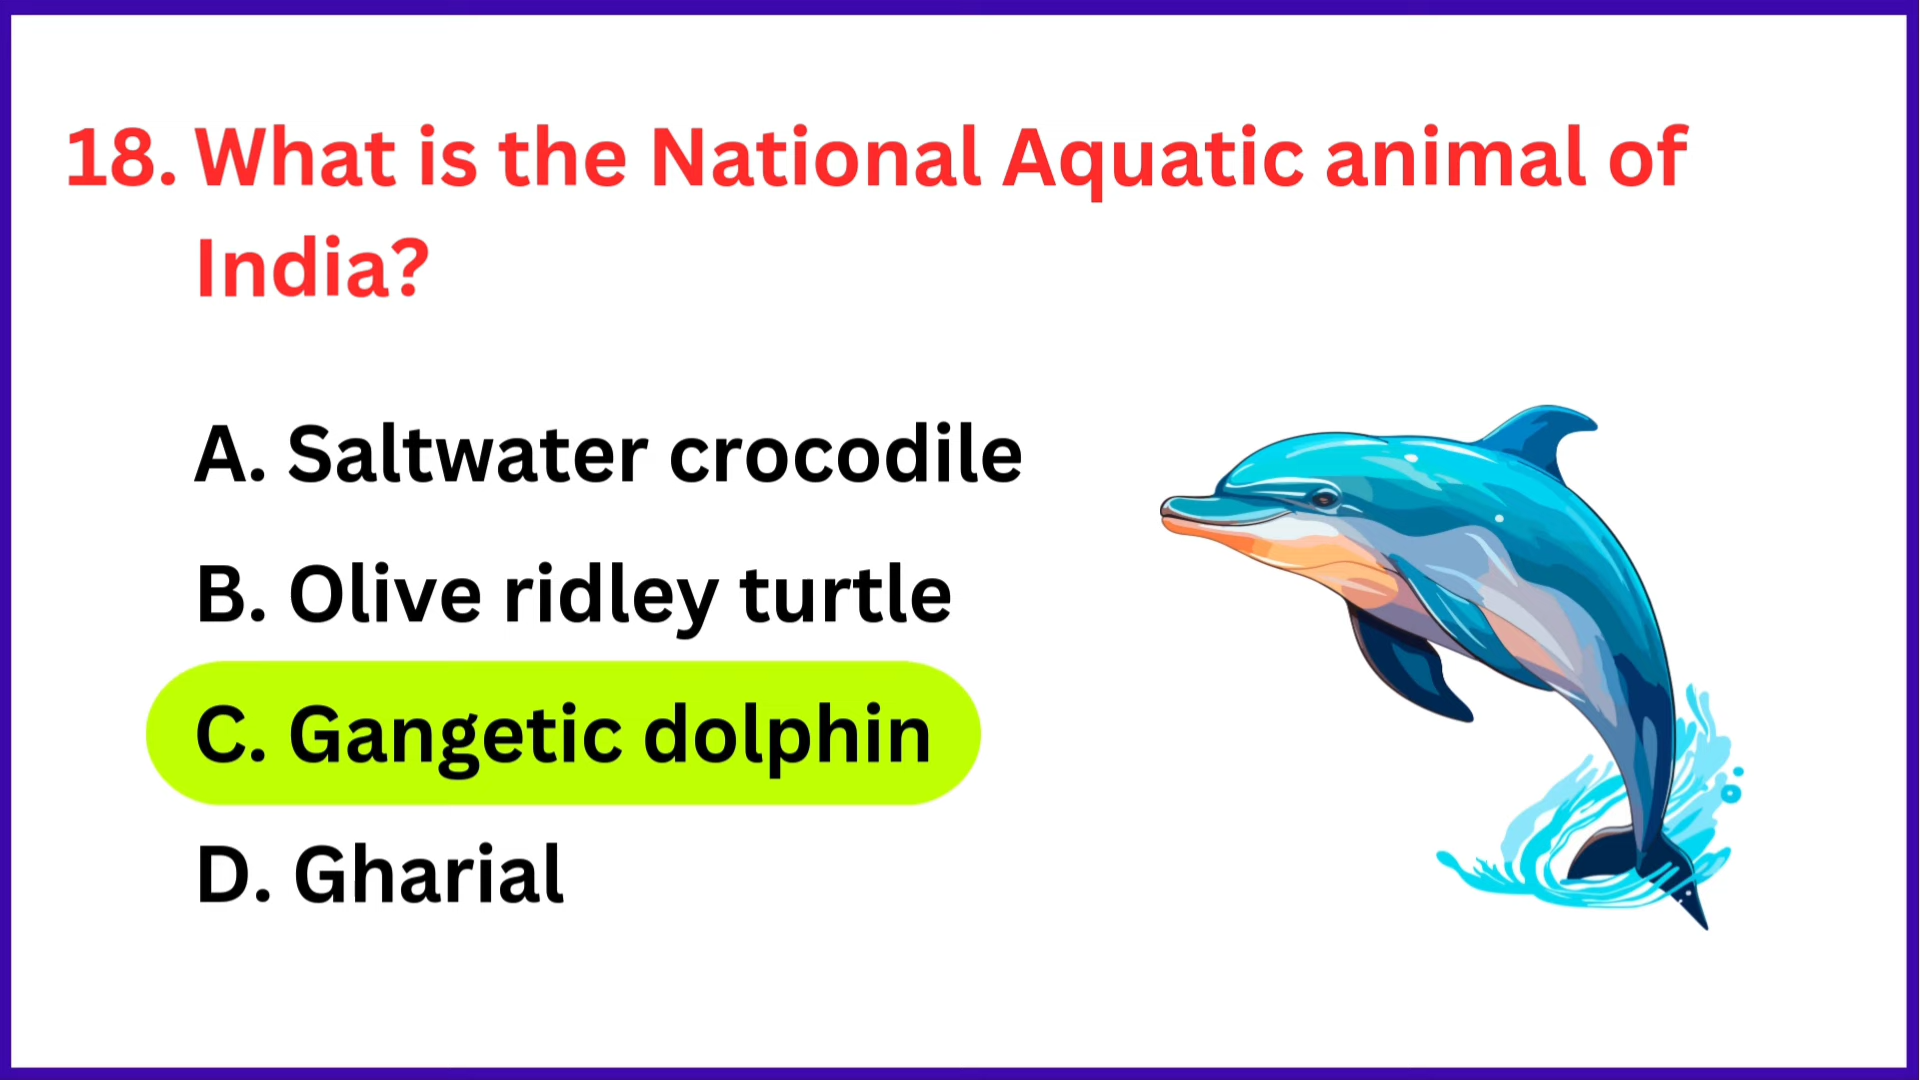 18. What is the National Aquatic animal of
India?
A. Saltwater crocodile
B. Olive ridley turtle
C. Gangetic dolphin
D. Gharial